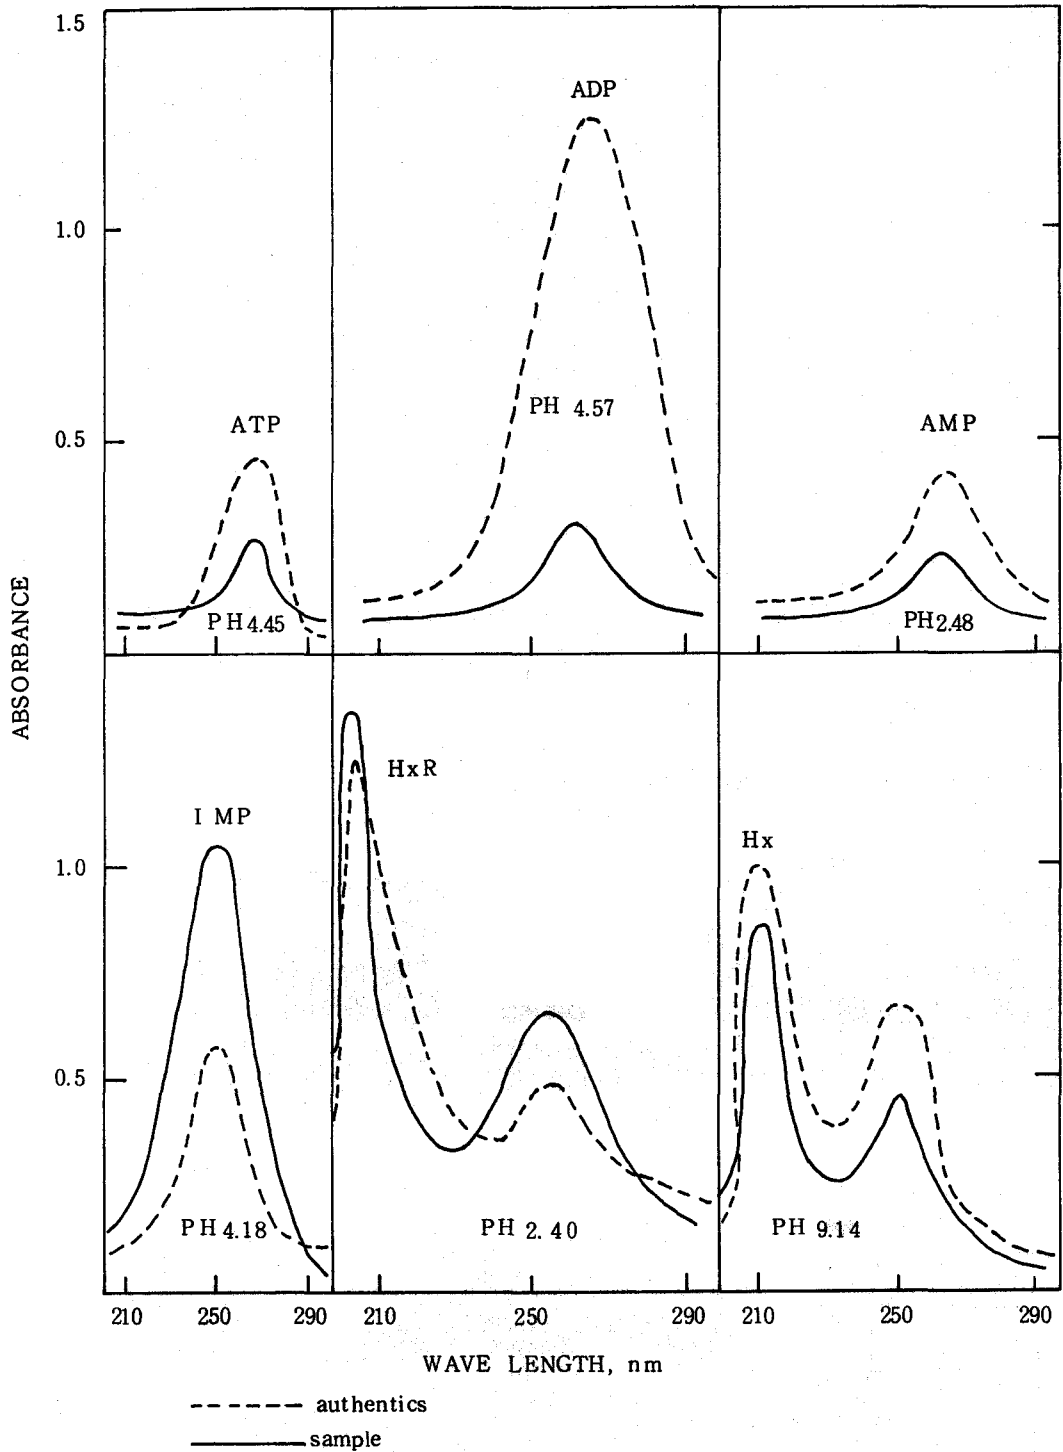 1.5
ADP
1.0
PH 4.57
ATP
AMP
0.5
PH 4.45
PH 2.48
ABSORBANCE
HxR
I MP
Hx
1.0
0.5
PH 4.18
PH 2.40
PH 9.14
210 250 290 210 250 290 210 250 290
WAVE LENGTH, nm
authentics
sample